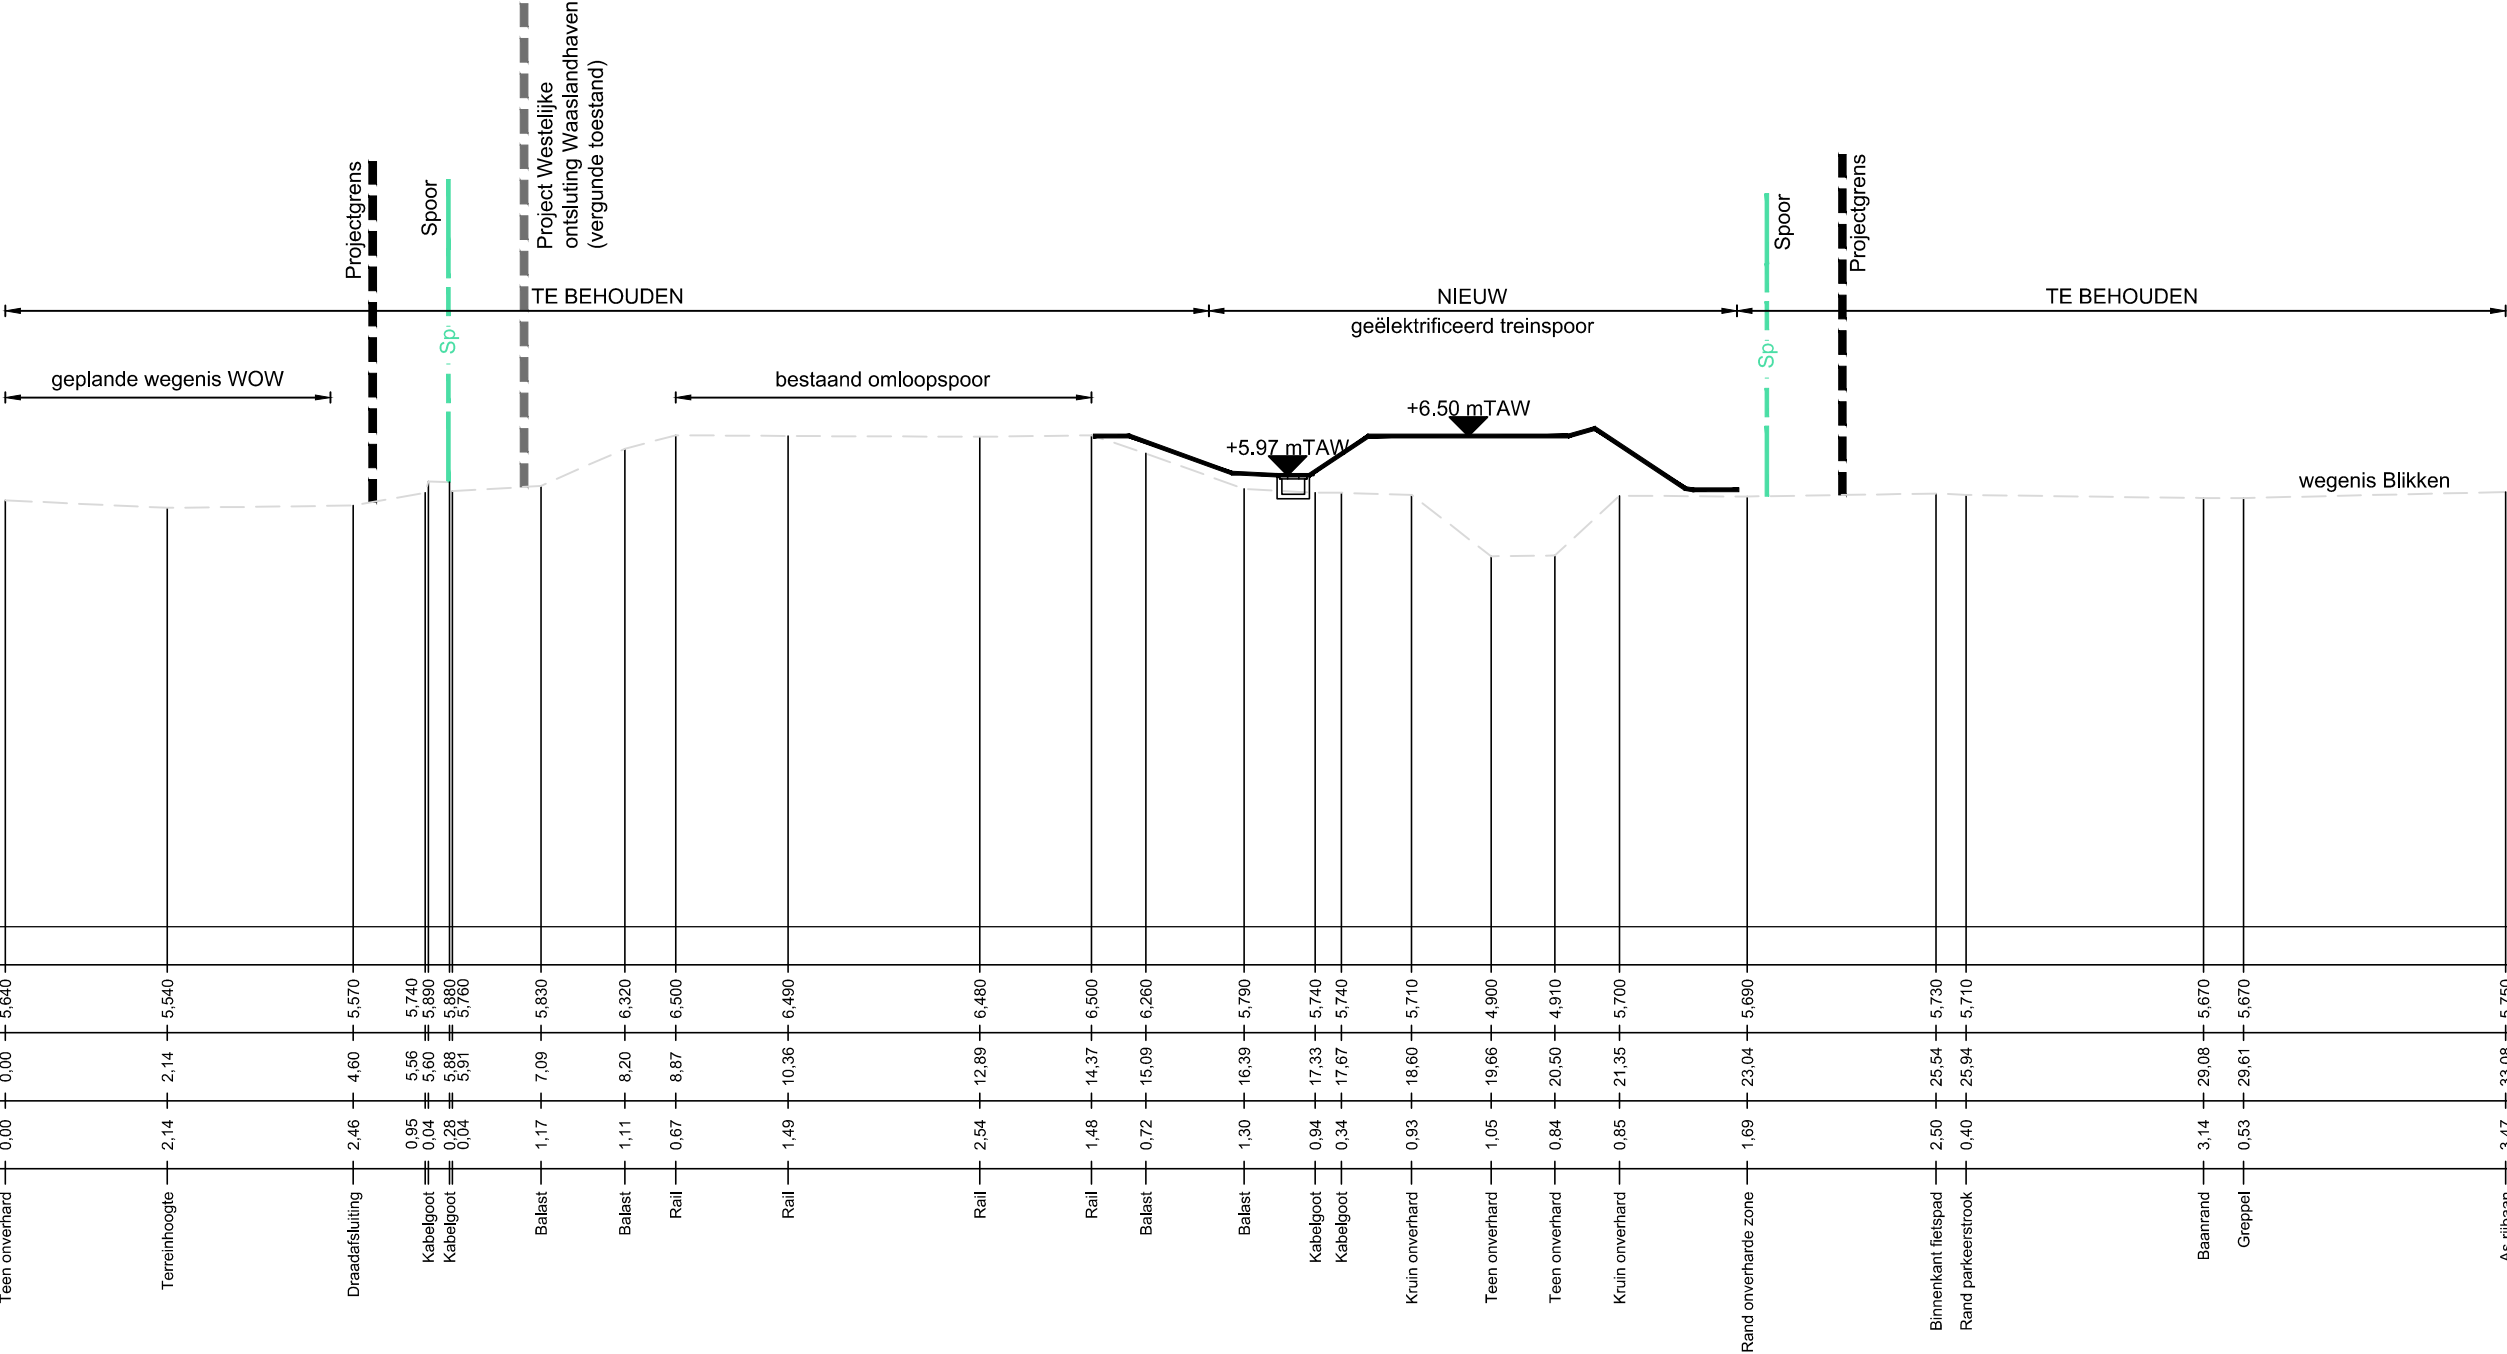 Projectgrens
Spoor
Project Westelijke
ontsluting Waaslandhaven
(vergunde toestand)
Spoor
Projectgrens
TE BEHOUDEN
NIEUW
TE BEHOUDEN
geëlektrificeerd treinspoor
Sp
Sp
geplande wegenis WOW
bestaand omloopspoor
+6.50 mTAW
+5.97 mTAW
wegenis Blikken
5,640 5,540 5,570 5,740 5,890 5,880 5,760 5,830 6,320 6,500 6,490 6,480 6,500 6,260 5,790 5,740 5,740 5,710 4,900 4,910 5,700 5,690 5,730 5,710 5,670 5,670 5,750
0,00 2,14 4,60 5,56 5,60 5,88 5,91 7,09 8,20 8,87 10,36 12,89 14,37 15,09 16,39 17,33 17,67 18,60 19,66 20,50 21,35 23,04 25,54 25,94 29,08 29,61 33,08
0,00 2,14 2,46 0,95 0,04 0,28 0,04 1,17 1,11 0,67 1,49 2,54 1,48 0,72 1,30 0,94 0,34 0,93 1,05 0,84 0,85 1,69 2,50 0,40 3,14 0,53 3,47
Teen onverhard
Terreinhoogte
Draadafsluiting
Kabelgoot
Kabelgoot
Balast
Balast
Rail
Rail
Rail
Rail
Balast
Balast
Kabelgoot
Kabelgoot
Kruin onverhard
Teen onverhard
Teen onverhard
Kruin onverhard
Rand onverharde zone
Binnenkant fietspad
Rand parkeerstrook
Baanrand
Greppel
As rijbaan